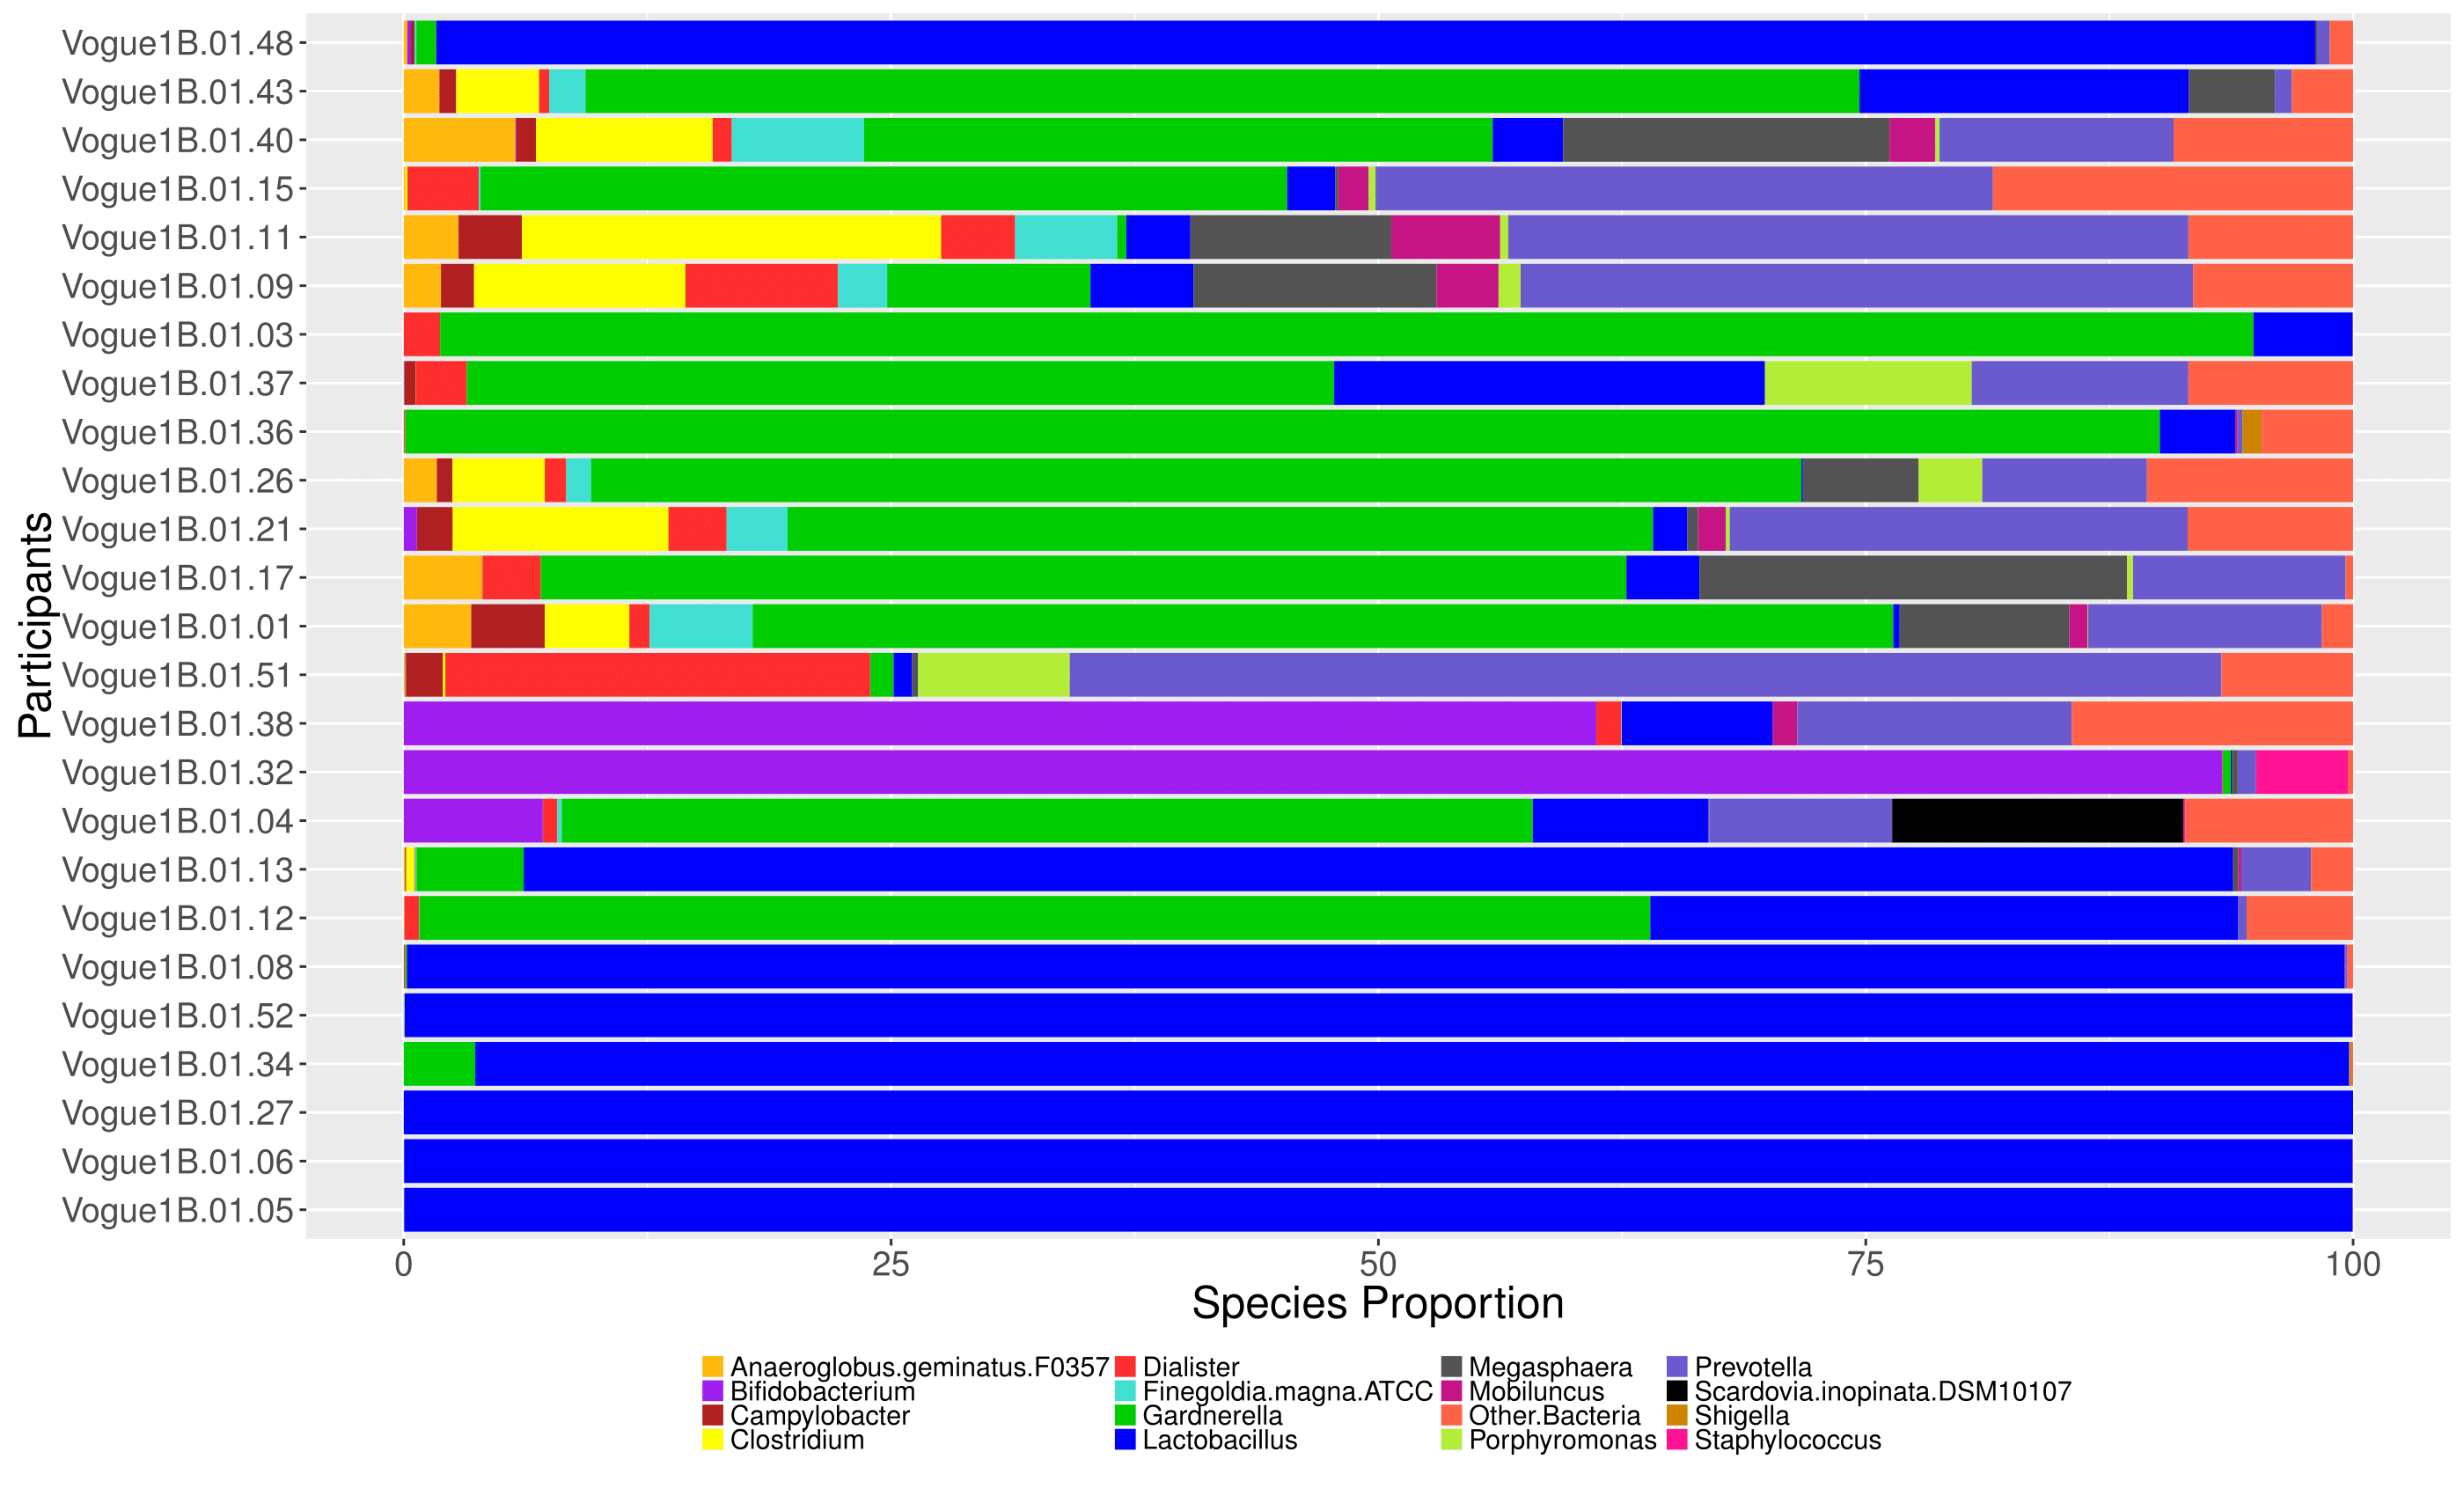 Participants
Vogue1B.01.48
Vogue1B.01.43
Vogue1B.01.40
Vogue1B.01.15
Vogue1B.01.11
Vogue1B.01.09
Vogue1B.01.03
Vogue1B.01.37
Vogue1B.01.36
Vogue1B.01.26
Vogue1B.01.21
Vogue1B.01.17
Vogue1B.01.01
Vogue1B.01.51
Vogue1B.01.38
Vogue1B.01.32
Vogue1B.01.04
Vogue1B.01.13
Vogue1B.01.12
Vogue1B.01.08
Vogue1B.01.52
Vogue1B.01.34
Vogue1B.01.27
Vogue1B.01.06
Vogue1B.01.05
0 25 50 75 100
Species Proportion
Anaeroglobus.geminatus.F0357 Dialister Megasphaera Prevotella
Bifidobacterium Finegoldia.magna.ATCC Mobiluncus Scardovia.inopinata.DSM10107
Campylobacter Gardnerella Other.Bacteria Shigella
Clostridium Lactobacillus Porphyromonas Staphylococcus